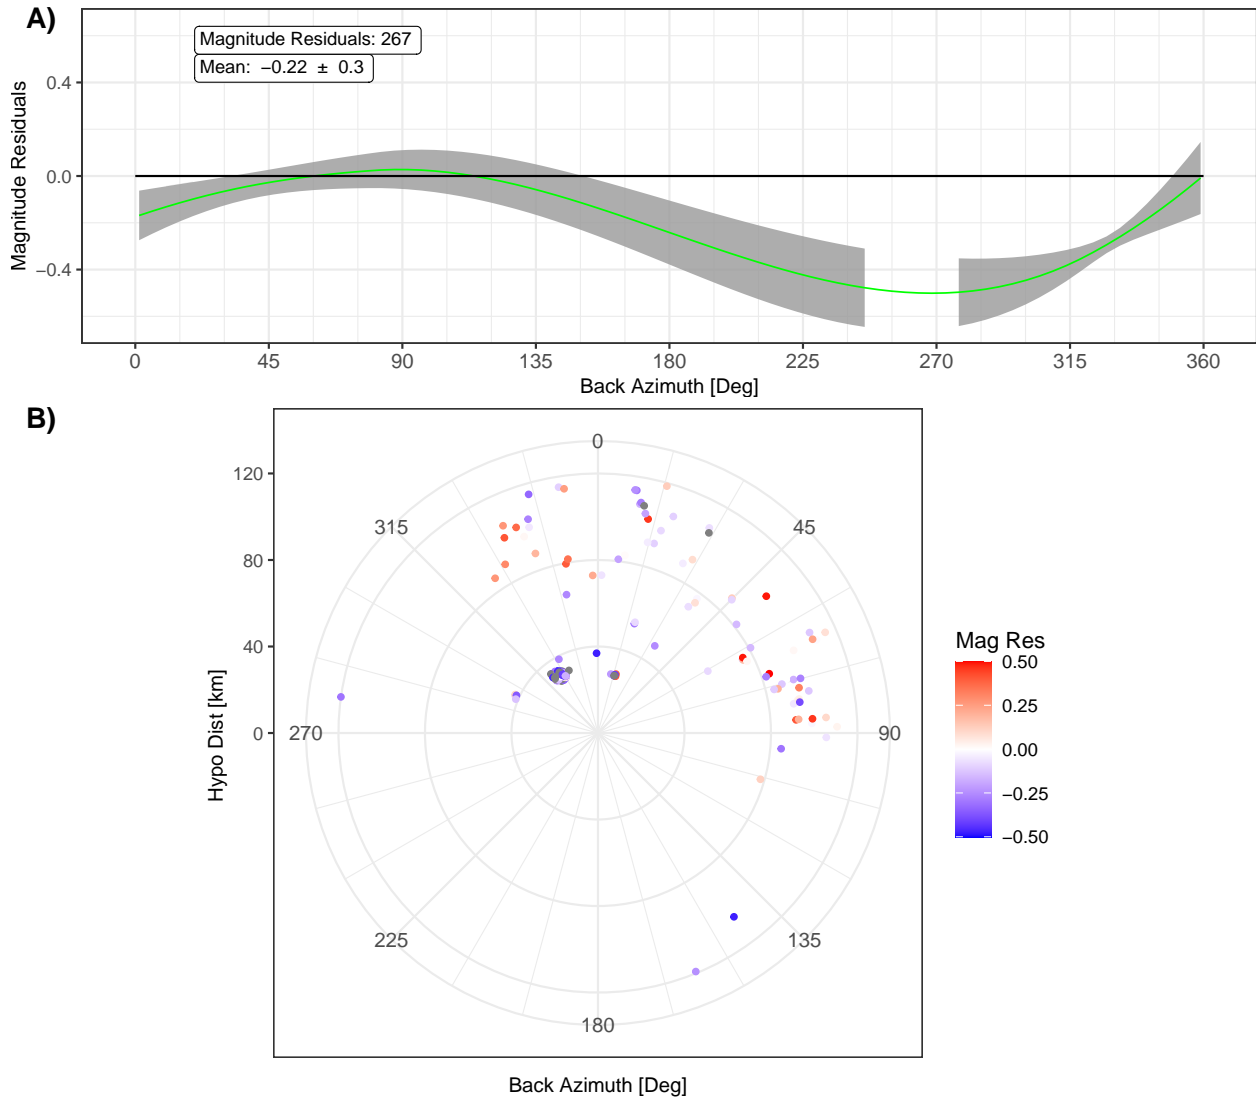 A)
Magnitude Residuals: 267
Mean: −0.22 ± 0.3
Magnitude Residuals
0.4
0.0
−0.4
0 45 90 135 180 225 270 315 360
Back Azimuth [Deg]
B)
Hypo Dist [km]
120
80
40
0
0
45
90
135
180
225
270
315
Back Azimuth [Deg]
Mag Res
0.50
0.25
0.00
−0.25
−0.50